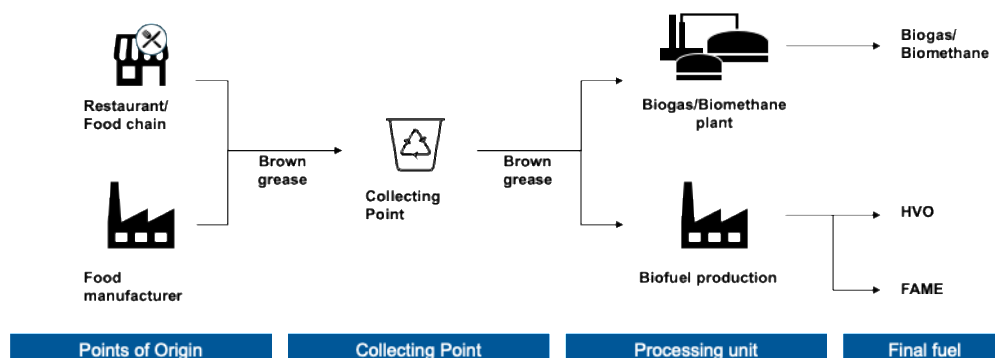 Restaurant/
Food chain
Food
manufacturer
Brown
grease
Collecting
Point
Brown
grease
Biogas/Biomethane
plant
Biofuel production
Biogas/
Biomethane
HVO
FAME
Points of Origin
Collecting Point
Processing unit
Final fuel